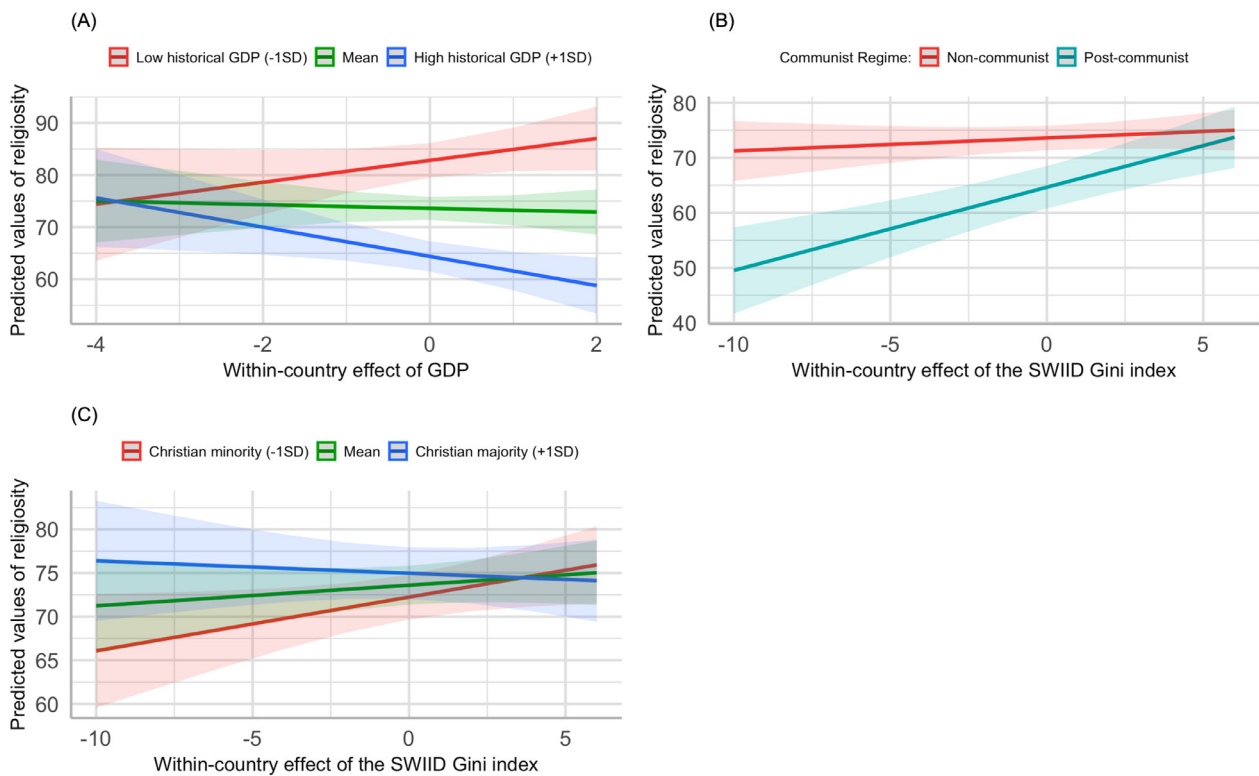 (A)
Low historical GDP (-1SD) Mean High historical GDP (+1SD)
Predicted values of religiosity
90
80
70
60
-4 -2 0 2
Within-country effect of GDP
(B)
Communist Regime: Non-communist Post-communist
Predicted values of religiosity
80
70
60
50
40
-10 -5 0 5
Within-country effect of the SWIID Gini index
(C)
Christian minority (-1SD) Mean Christian majority (+1SD)
Predicted values of religiosity
80
75
70
65
60
-10 -5 0 5
Within-country effect of the SWIID Gini index